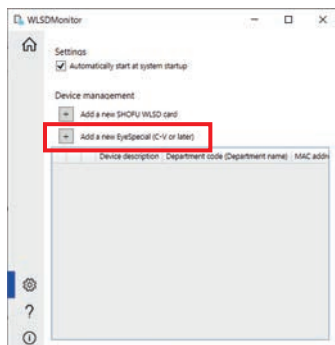 WLSDMonitor
Settings
Automatically start at system startup
Device management
+ Add a new SHOFU WLSD card
+ Add a new EyeSpecial (C-V or later)
Device description Department code (Department name) MAC addre